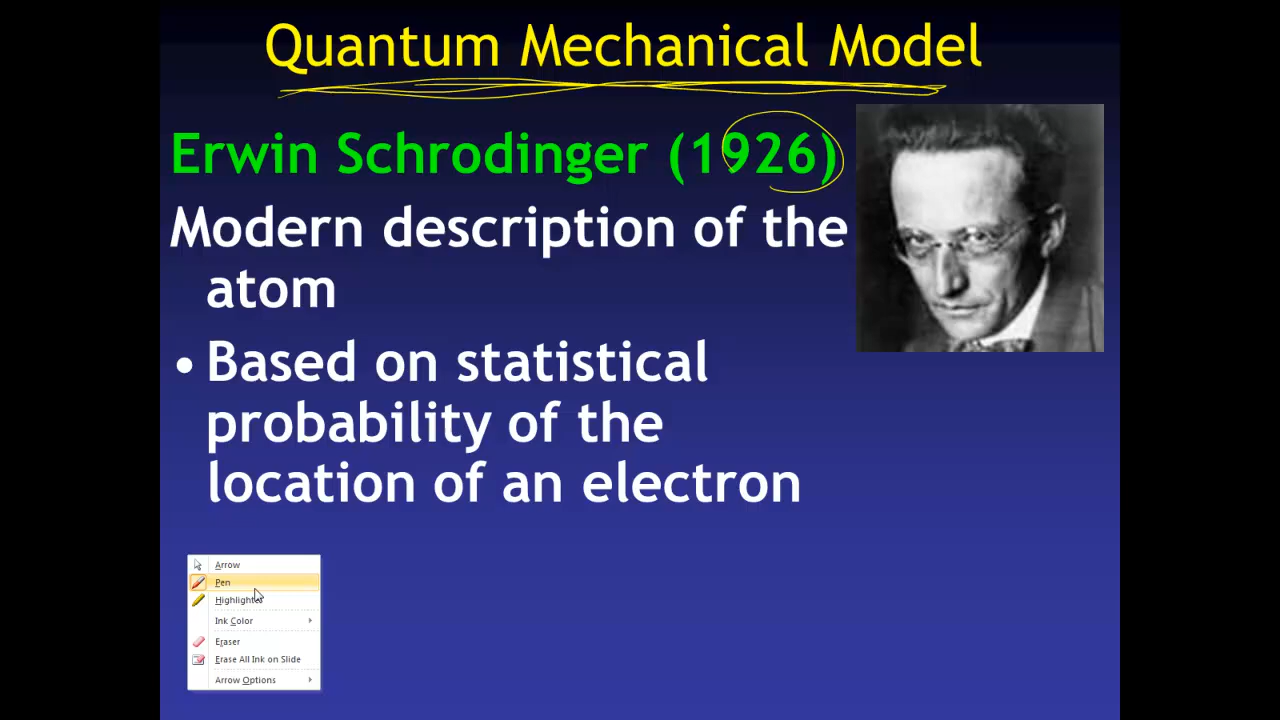 Quantum Mechanical Model
Erwin Schrodinger (1926)
Modern description of the
atom
• Based on statistical
probability of the
location of an electron
Arrow
Pen
Highlighter
Ink Color
Eraser
Erase All Ink on Slide
Arrow Options